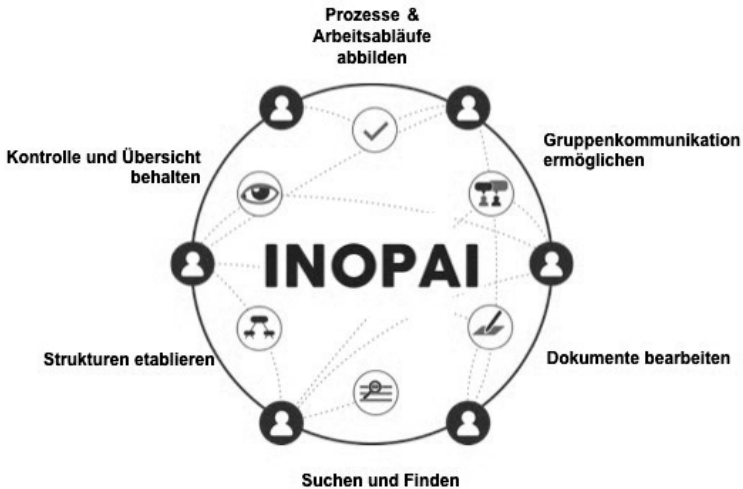 Prozesse &
Arbeitsabläufe
abbilden
Gruppenkommunikation
ermöglichen
Kontrolle und Übersicht
behalten
INOPAI
Strukturen etablieren
Dokumente bearbeiten
Suchen und Finden